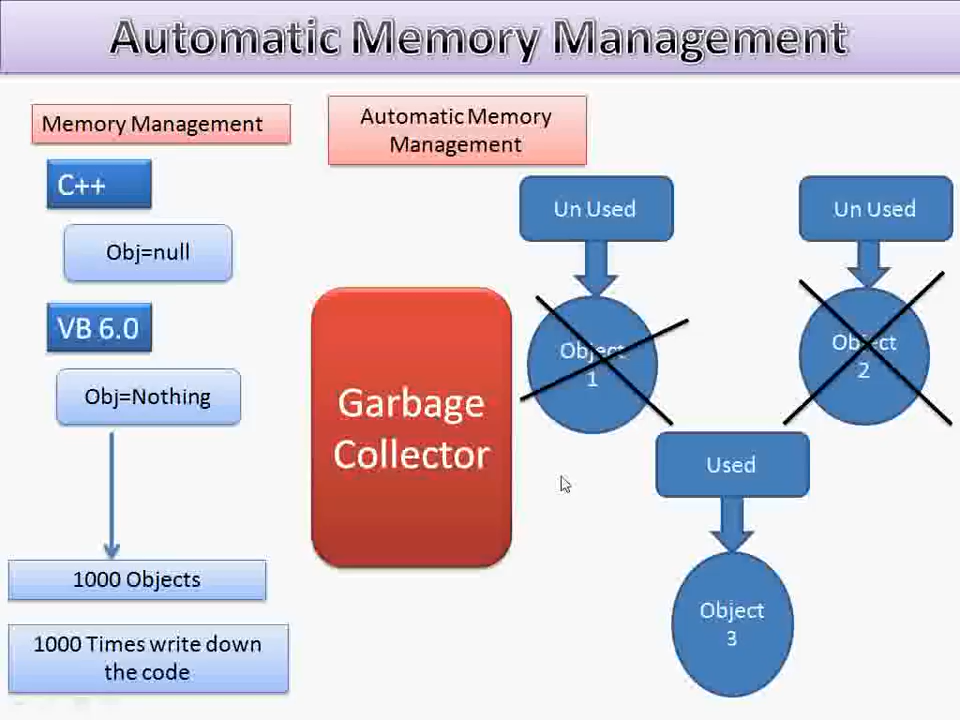 Automatic Memory Management
Memory Management
C++
Obj=null
VB 6.0
Obj=Nothing
1000 Objects
1000 Times write down
the code
Automatic Memory
Management
Garbage
Collector
Un Used
Object
1
Un Used
Object
2
Used
Object
3